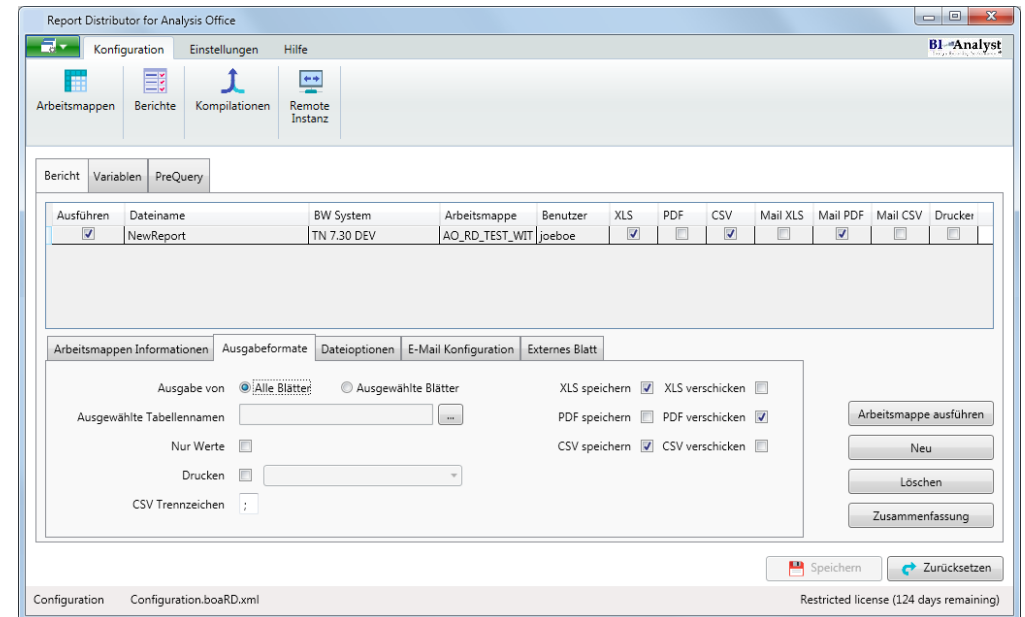 Report Distributor for Analysis Office
Konfiguration Einstellungen Hilfe
BI Analyst
Arbeitsmappen Berichte Kompilationen Remote Instanz
Bericht Variablen PreQuery
Ausführen Dateiname BW System Arbeitsmappe Benutzer XLS PDF CSV Mail XLS Mail PDF Mail CSV Drucker
NewReport TN 7.30 DEV AO_RD_TEST_WIT joeboe
Arbeitsmappen Informationen Ausgabeformate Dateioptionen E-Mail Konfiguration Externes Blatt
Ausgabe von Alle Blätter Ausgewählte Blätter XLS speichern XLS verschicken
Ausgewählte Tabellennamen ... PDF speichern PDF verschicken
Nur Werte CSV speichern CSV verschicken
Drucken
CSV Trennzeichen ;
Arbeitsmappe ausführen
Neu
Löschen
Zusammenfassung
Speichern Zurücksetzen
Configuration Configuration.boaRD.xml Restricted license (124 days remaining)